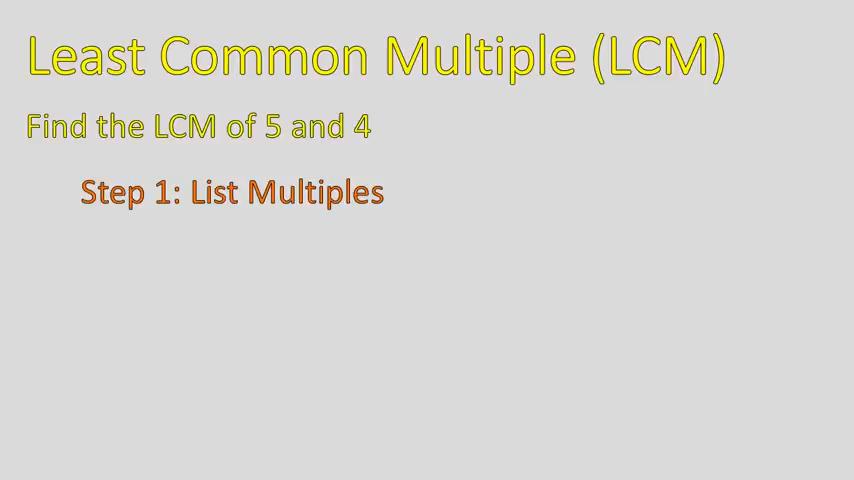 Least Common Multiple (LCM)
Find the LCM of 5 and 4
Step 1: List Multiples